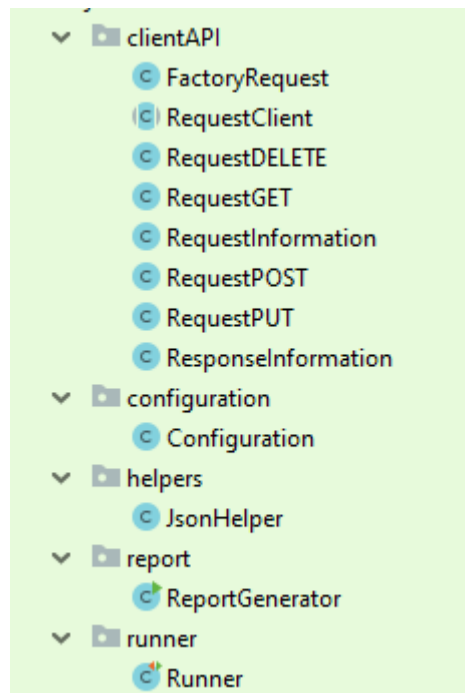 clientAPI
C FactoryRequest
C RequestClient
C RequestDELETE
C RequestGET
C RequestInformation
C RequestPOST
C RequestPUT
C ResponseInformation
configuration
C Configuration
helpers
C JsonHelper
report
C ReportGenerator
runner
C Runner